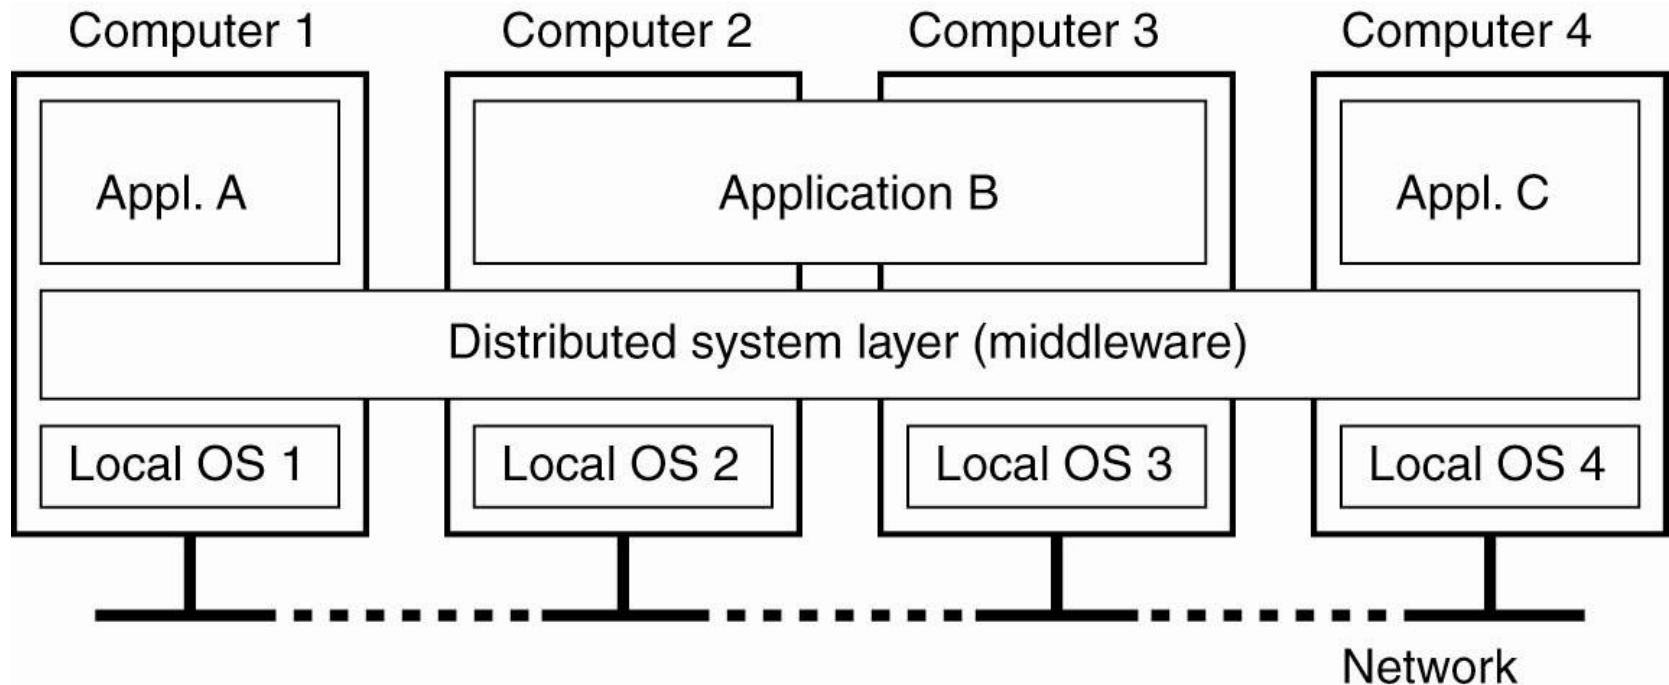 Computer 1
Computer 2
Computer 3
Computer 4
Appl. A
Application B
Appl. C
Distributed system layer (middleware)
Local OS 1
Local OS 2
Local OS 3
Local OS 4
Network